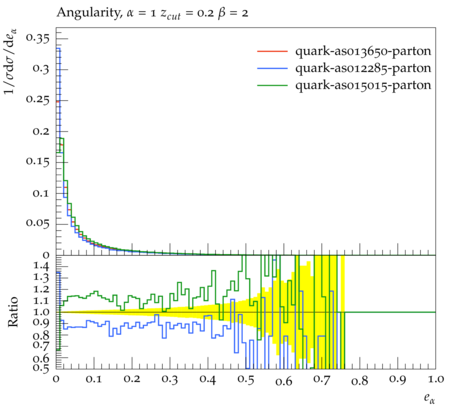 Angularity, α = 1 z_cut = 0.2 β = 2
1/σdσ/de_α
0.35
0.3
0.25
0.2
0.15
0.1
0.05
0
quark-as013650-parton
quark-as012285-parton
quark-as015015-parton
Ratio
1.4
1.3
1.2
1.1
1.0
0.9
0.8
0.7
0.6
0.5
0 0.1 0.2 0.3 0.4 0.5 0.6 0.7 0.8 0.9 1.0
e_α